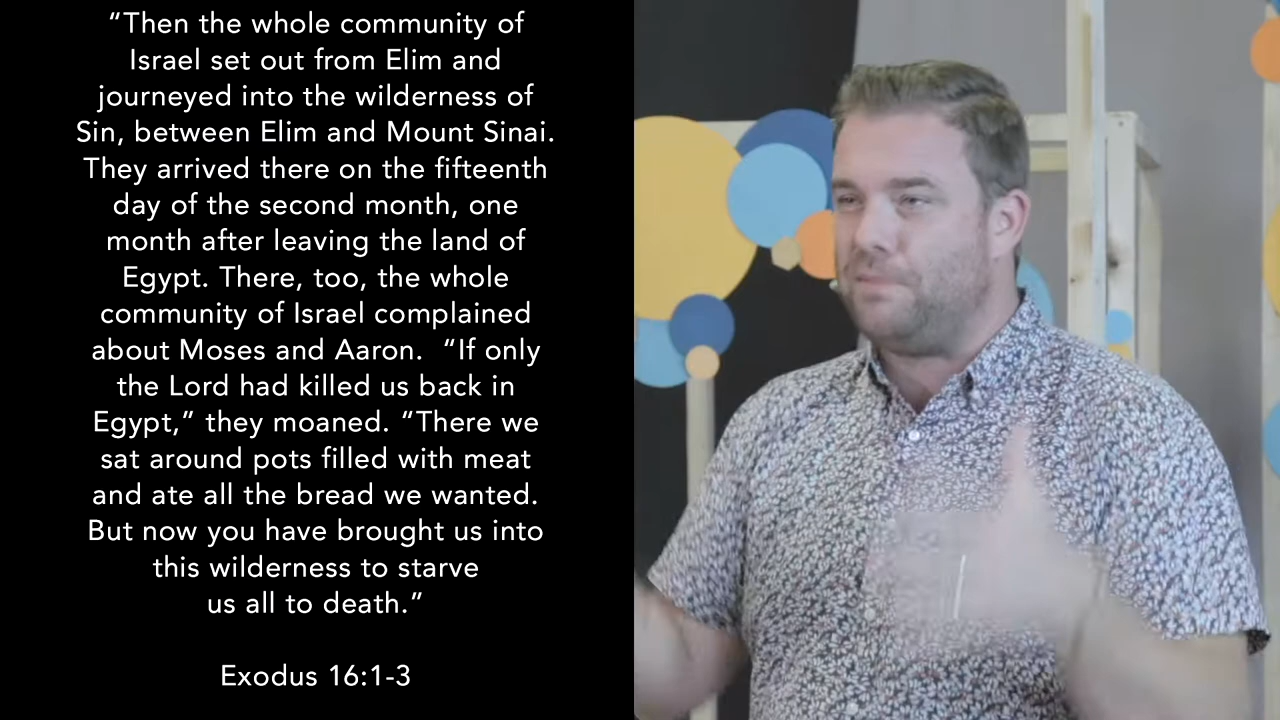 “Then the whole community of
Israel set out from Elim and
journeyed into the wilderness of
Sin, between Elim and Mount Sinai.
They arrived there on the fifteenth
day of the second month, one
month after leaving the land of
Egypt. There, too, the whole
community of Israel complained
about Moses and Aaron.  “If only
the Lord had killed us back in
Egypt,” they moaned. “There we
sat around pots filled with meat
and ate all the bread we wanted.
But now you have brought us into
this wilderness to starve
us all to death.”
Exodus 16:1-3